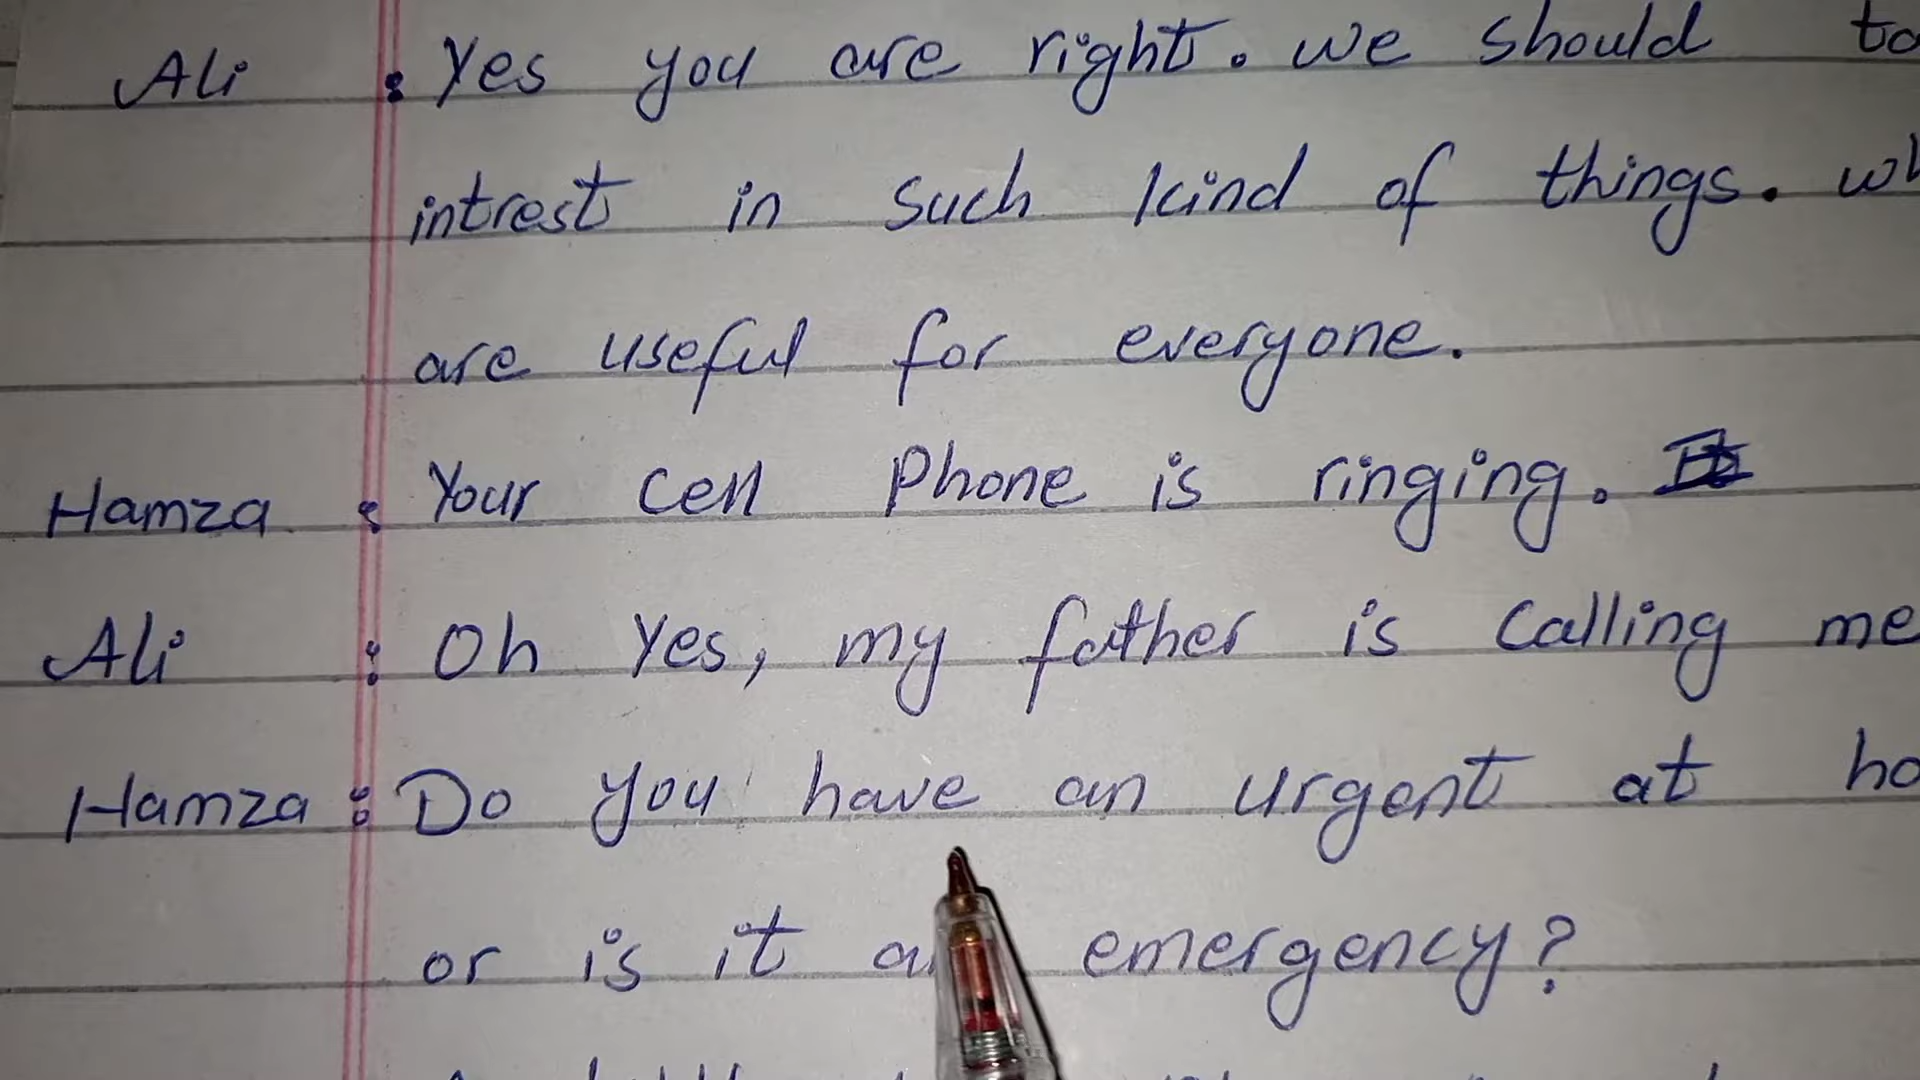 Ali : Yes you are right. we should
intrest in such kind of things.
are useful for everyone.
Hamza : Your cell Phone is ringing.
Ali : Oh Yes, my father is Calling me
Hamza : Do you have an urgent at
or is it emergency?